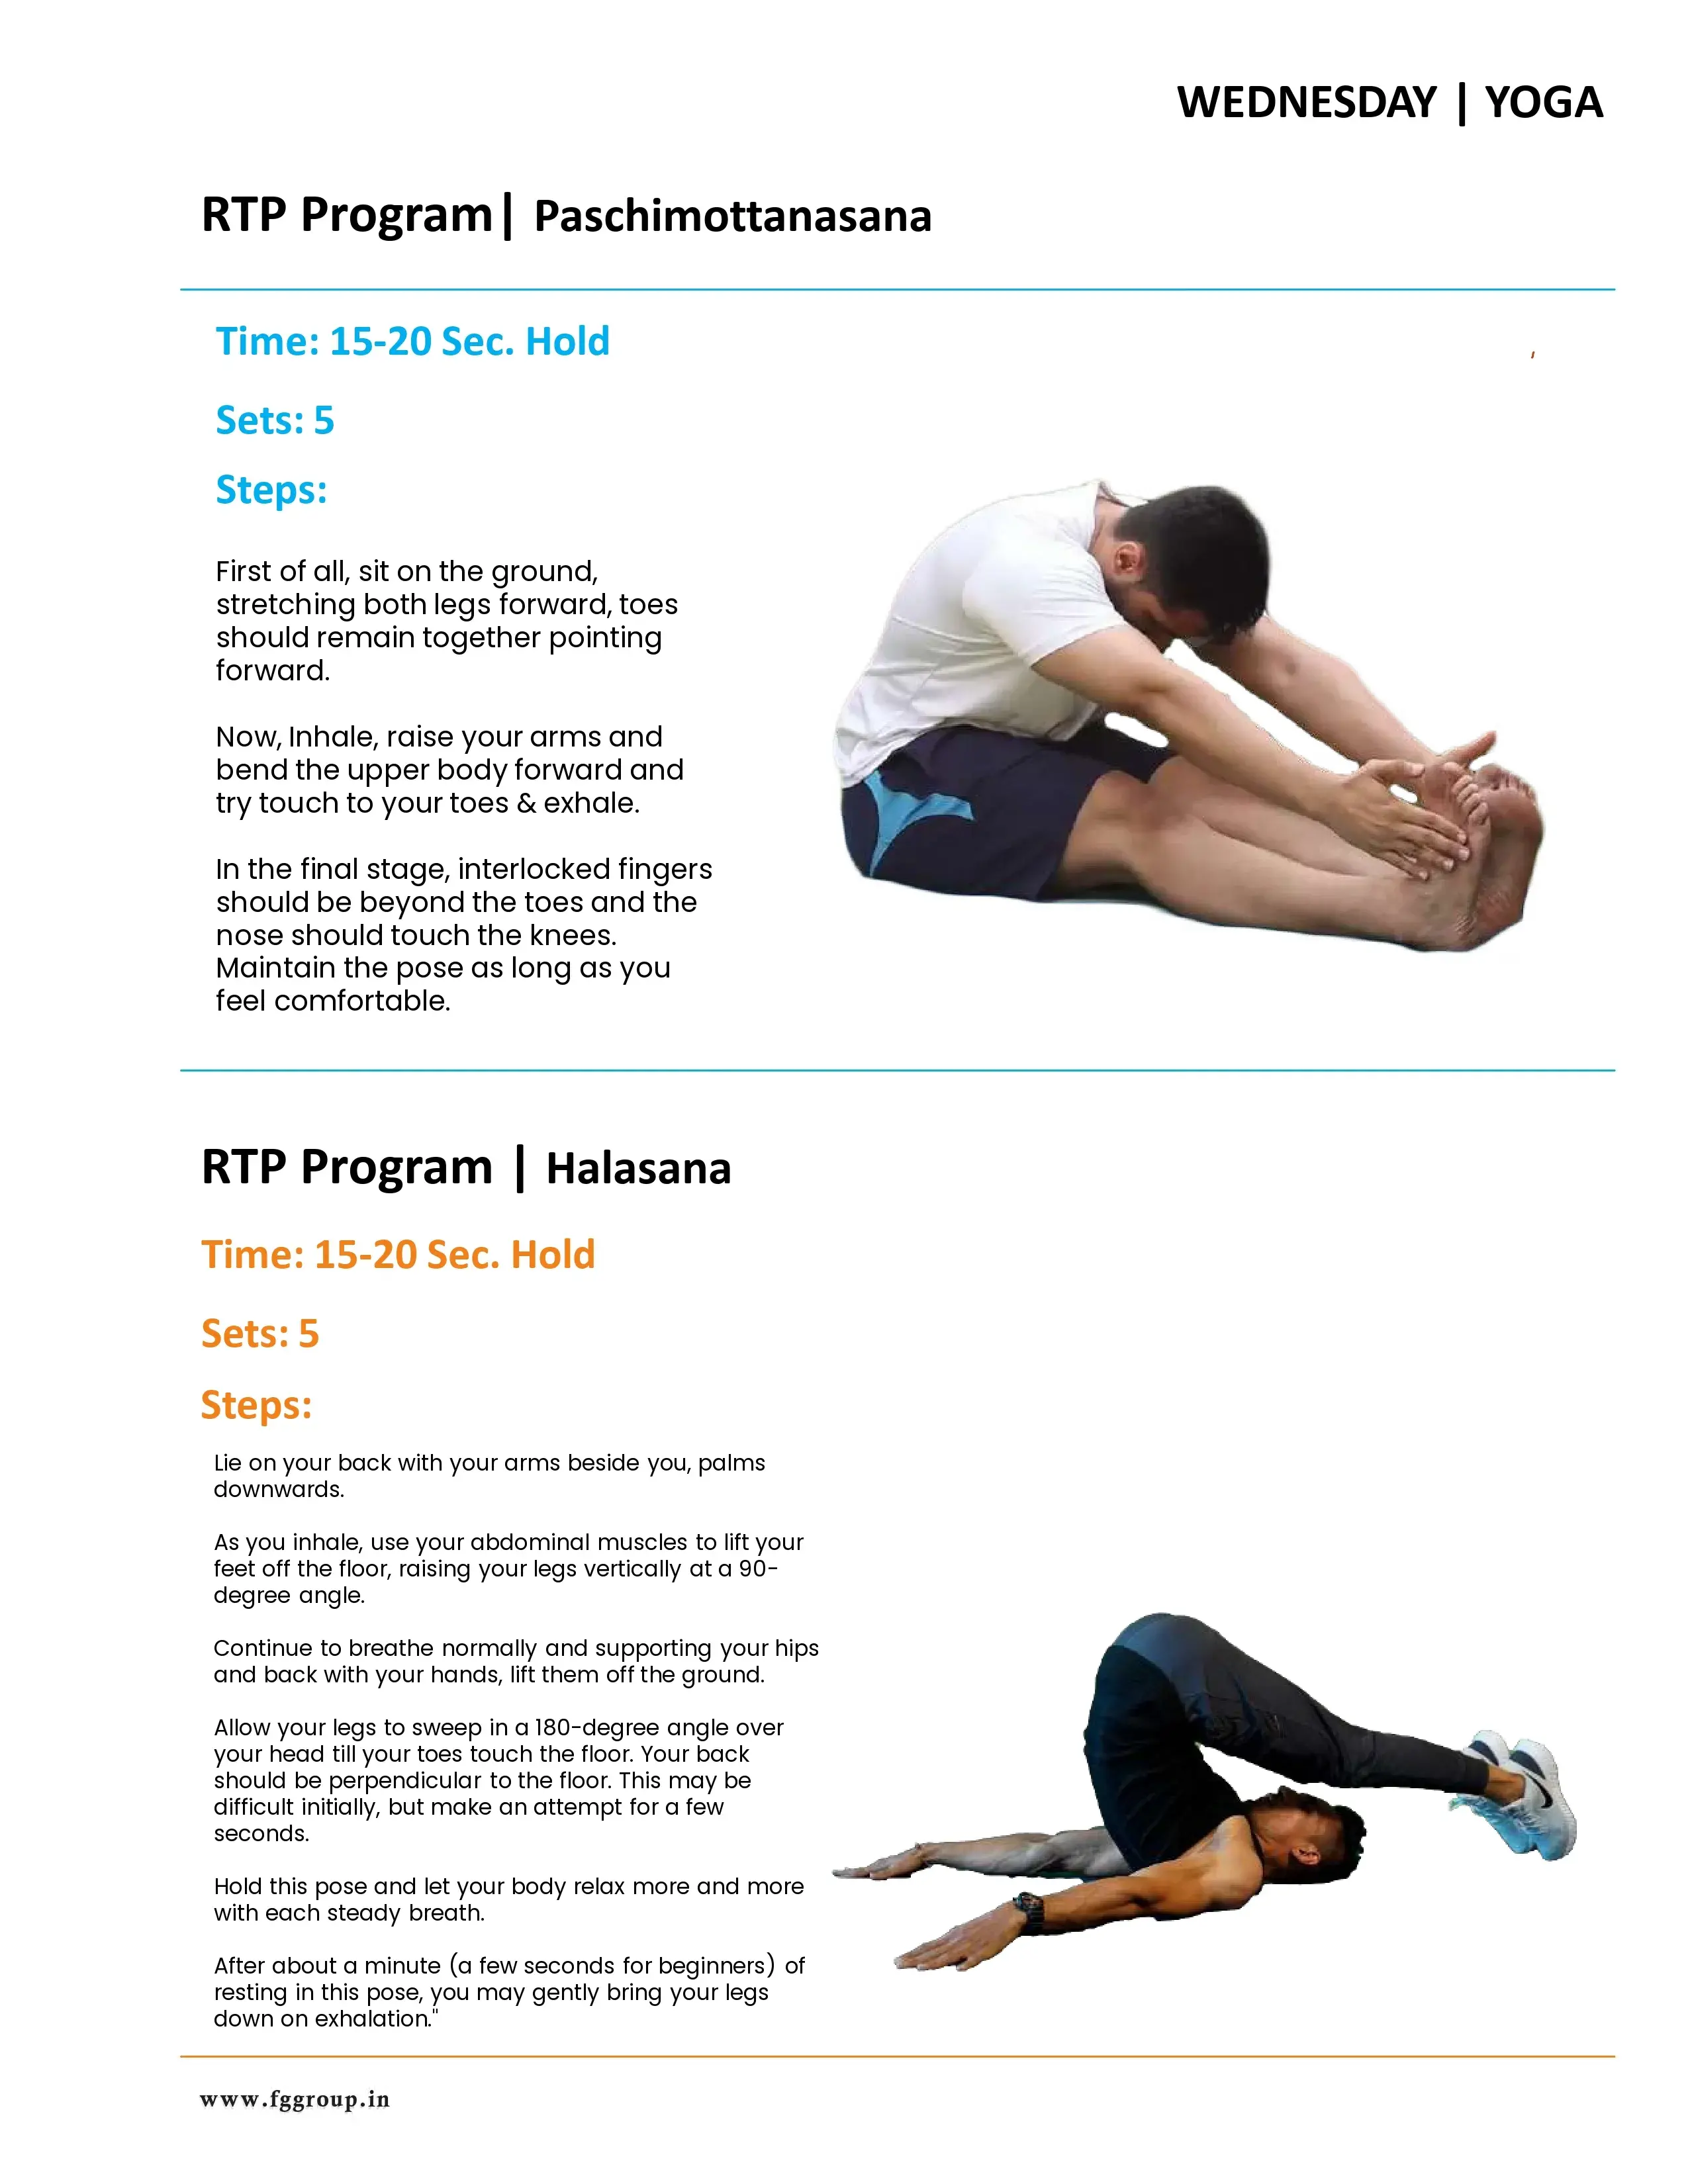 WEDNESDAY | YOGA
RTP Program| Paschimottanasana
Time: 15-20 Sec. Hold
Sets: 5
Steps:
First of all, sit on the ground,
stretching both legs forward, toes
should remain together pointing
forward.
Now, Inhale, raise your arms and
bend the upper body forward and
try touch to your toes & exhale.
In the final stage, interlocked fingers
should be beyond the toes and the
nose should touch the knees.
Maintain the pose as long as you
feel comfortable.
RTP Program | Halasana
Time: 15-20 Sec. Hold
Sets: 5
Steps:
Lie on your back with your arms beside you, palms
downwards.
As you inhale, use your abdominal muscles to lift your
feet off the floor, raising your legs vertically at a 90-
degree angle.
Continue to breathe normally and supporting your hips
and back with your hands, lift them off the ground.
Allow your legs to sweep in a 180-degree angle over
your head till your toes touch the floor. Your back
should be perpendicular to the floor. This may be
difficult initially, but make an attempt for a few
seconds.
Hold this pose and let your body relax more and more
with each steady breath.
After about a minute (a few seconds for beginners) of
resting in this pose, you may gently bring your legs
down on exhalation."
www.fggroup.in